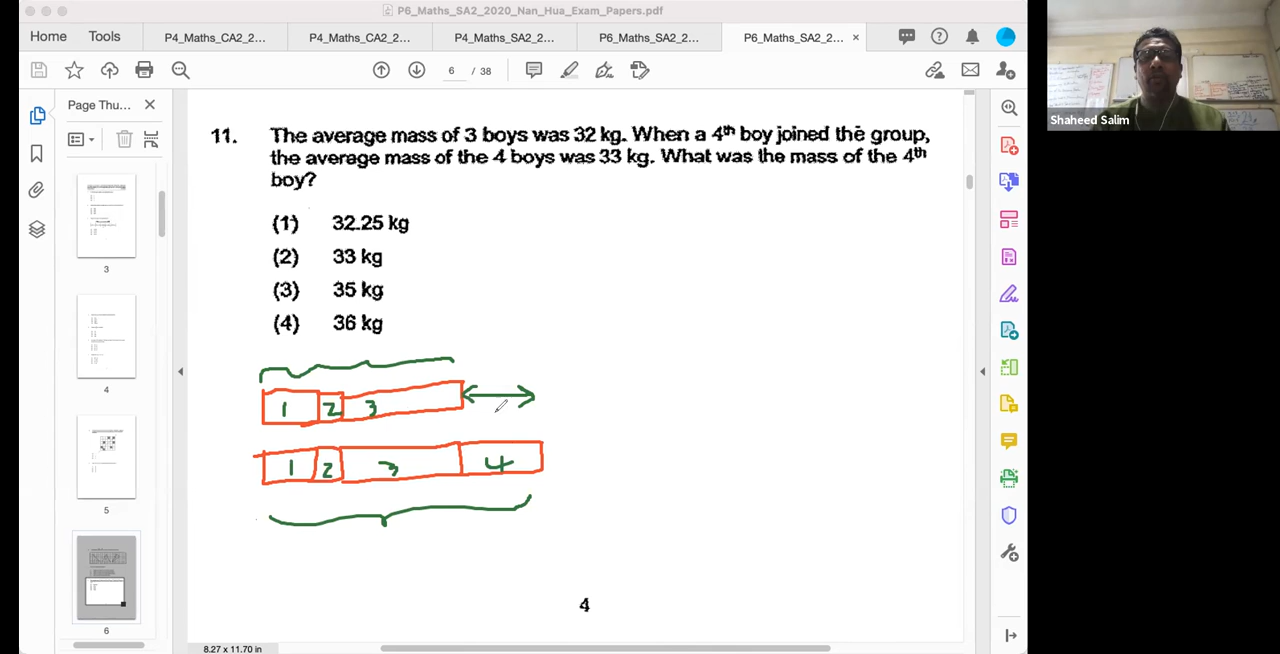 P6_Maths_SA2_2020_Nan_Hua_Exam_Papers.pdf
Home Tools P4_Maths_CA2_2... P4_Maths_CA2_2... P4_Maths_SA2_2... P6_Maths_SA2_2... P6_Maths_SA2_2... ×
6 / 38
Page Thu... ×
3
4
5
6
11. The average mass of 3 boys was 32 kg. When a 4th boy joined the group,
the average mass of the 4 boys was 33 kg. What was the mass of the 4th
boy?
(1) 32.25 kg
(2) 33 kg
(3) 35 kg
(4) 36 kg
1 2 3
1 2 3 4
4
8.27 x 11.70 in
Shaheed Salim